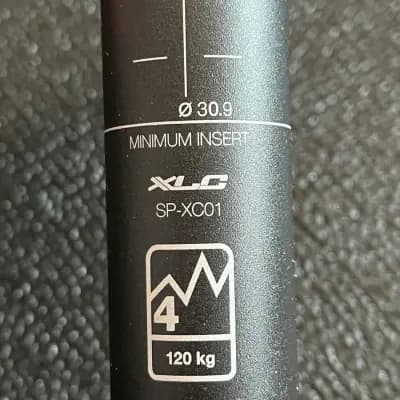 Ø 30.9
MINIMUM INSERT
XLC
SP-XC01
4
120 kg